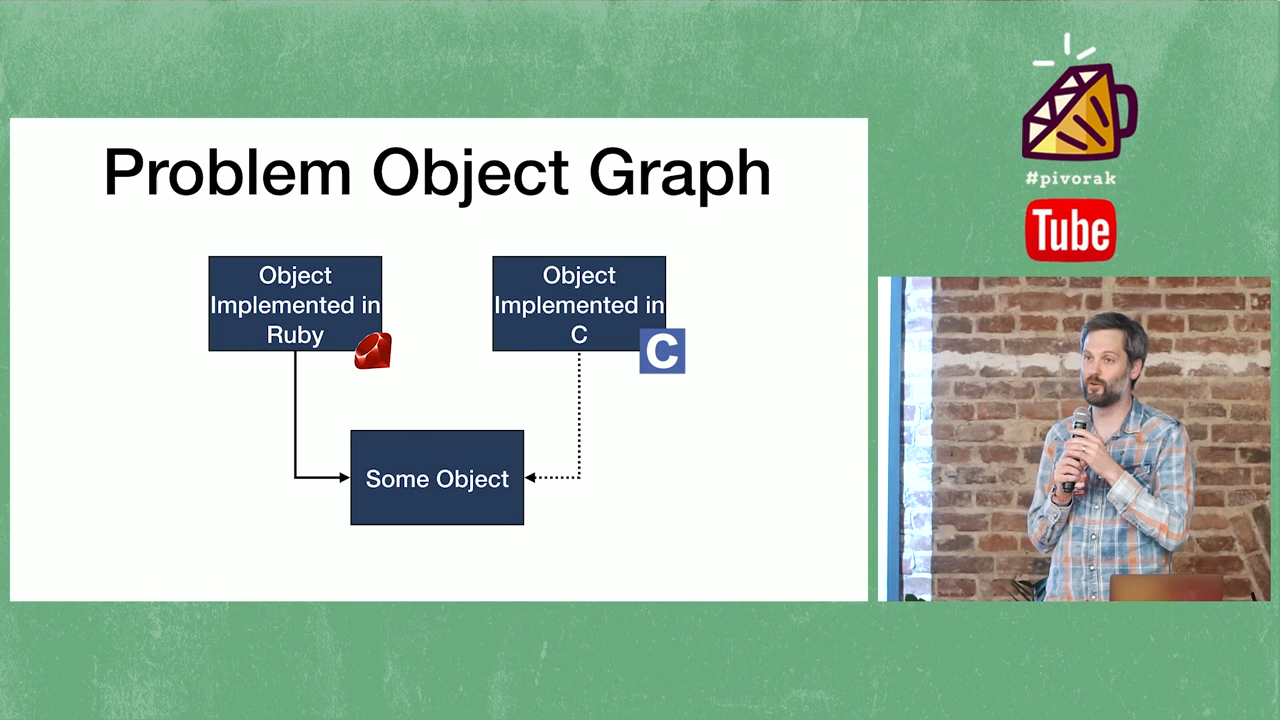 Problem Object Graph
Object
Implemented in
Ruby
Object
Implemented in
C
C
Some Object
#pivorak
Tube